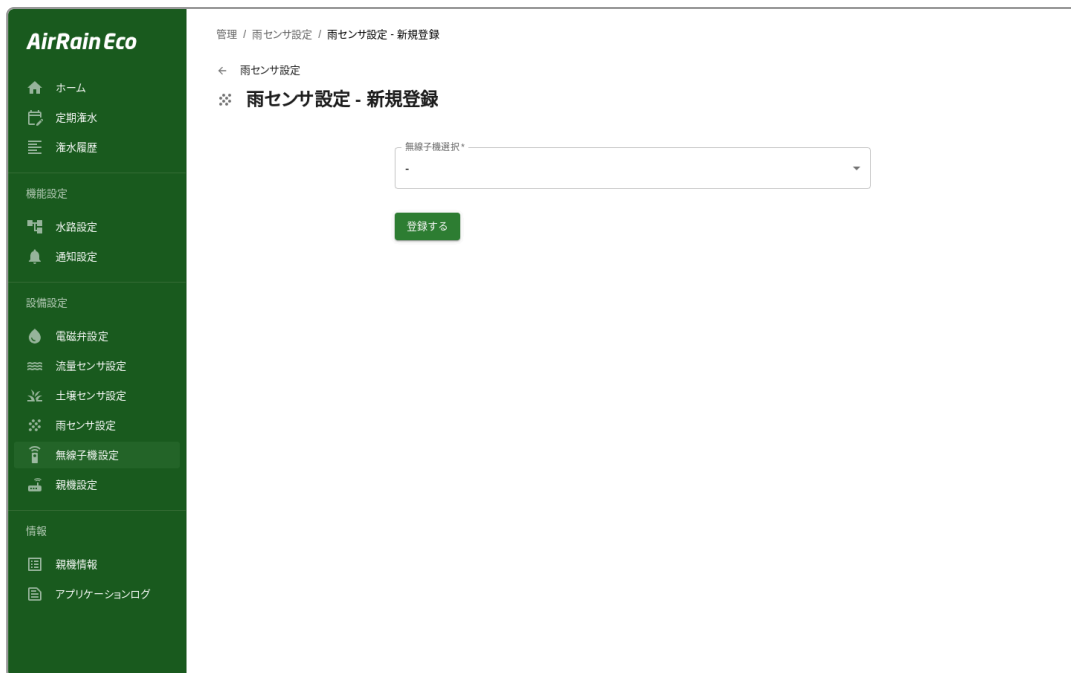 AirRain Eco
ホーム
定期潅水
潅水履歴
機能設定
水路設定
通知設定
設備設定
電磁弁設定
流量センサ設定
土壌センサ設定
雨センサ設定
無線子機設定
親機設定
情報
親機情報
アプリケーションログ
管理 / 雨センサ設定 / 雨センサ設定 - 新規登録
← 雨センサ設定
雨センサ設定 - 新規登録
無線子機選択 *
-
登録する